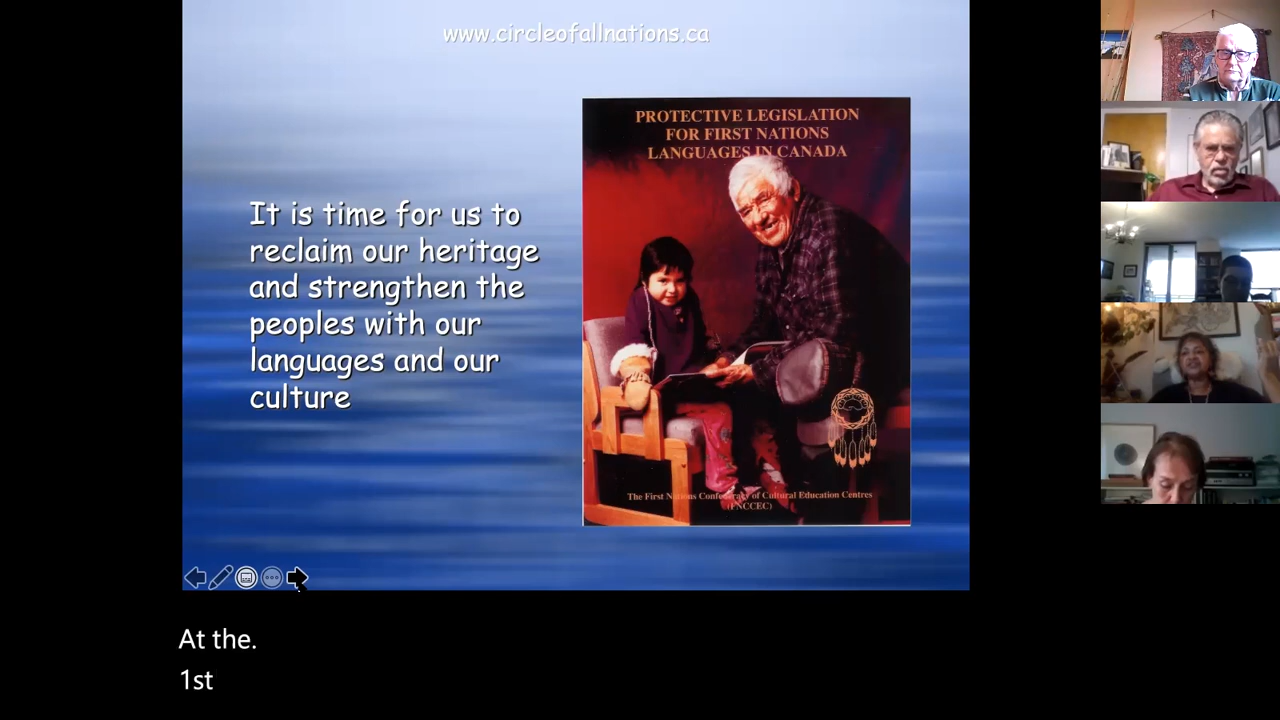 www.circleofallnations.ca
PROTECTIVE LEGISLATION
FOR FIRST NATIONS
LANGUAGES IN CANADA
It is time for us to
reclaim our heritage
and strengthen the
peoples with our
languages and our
culture
The First Nations Confederacy of Cultural Education Centres
(FNCCEC)
At the.
1st